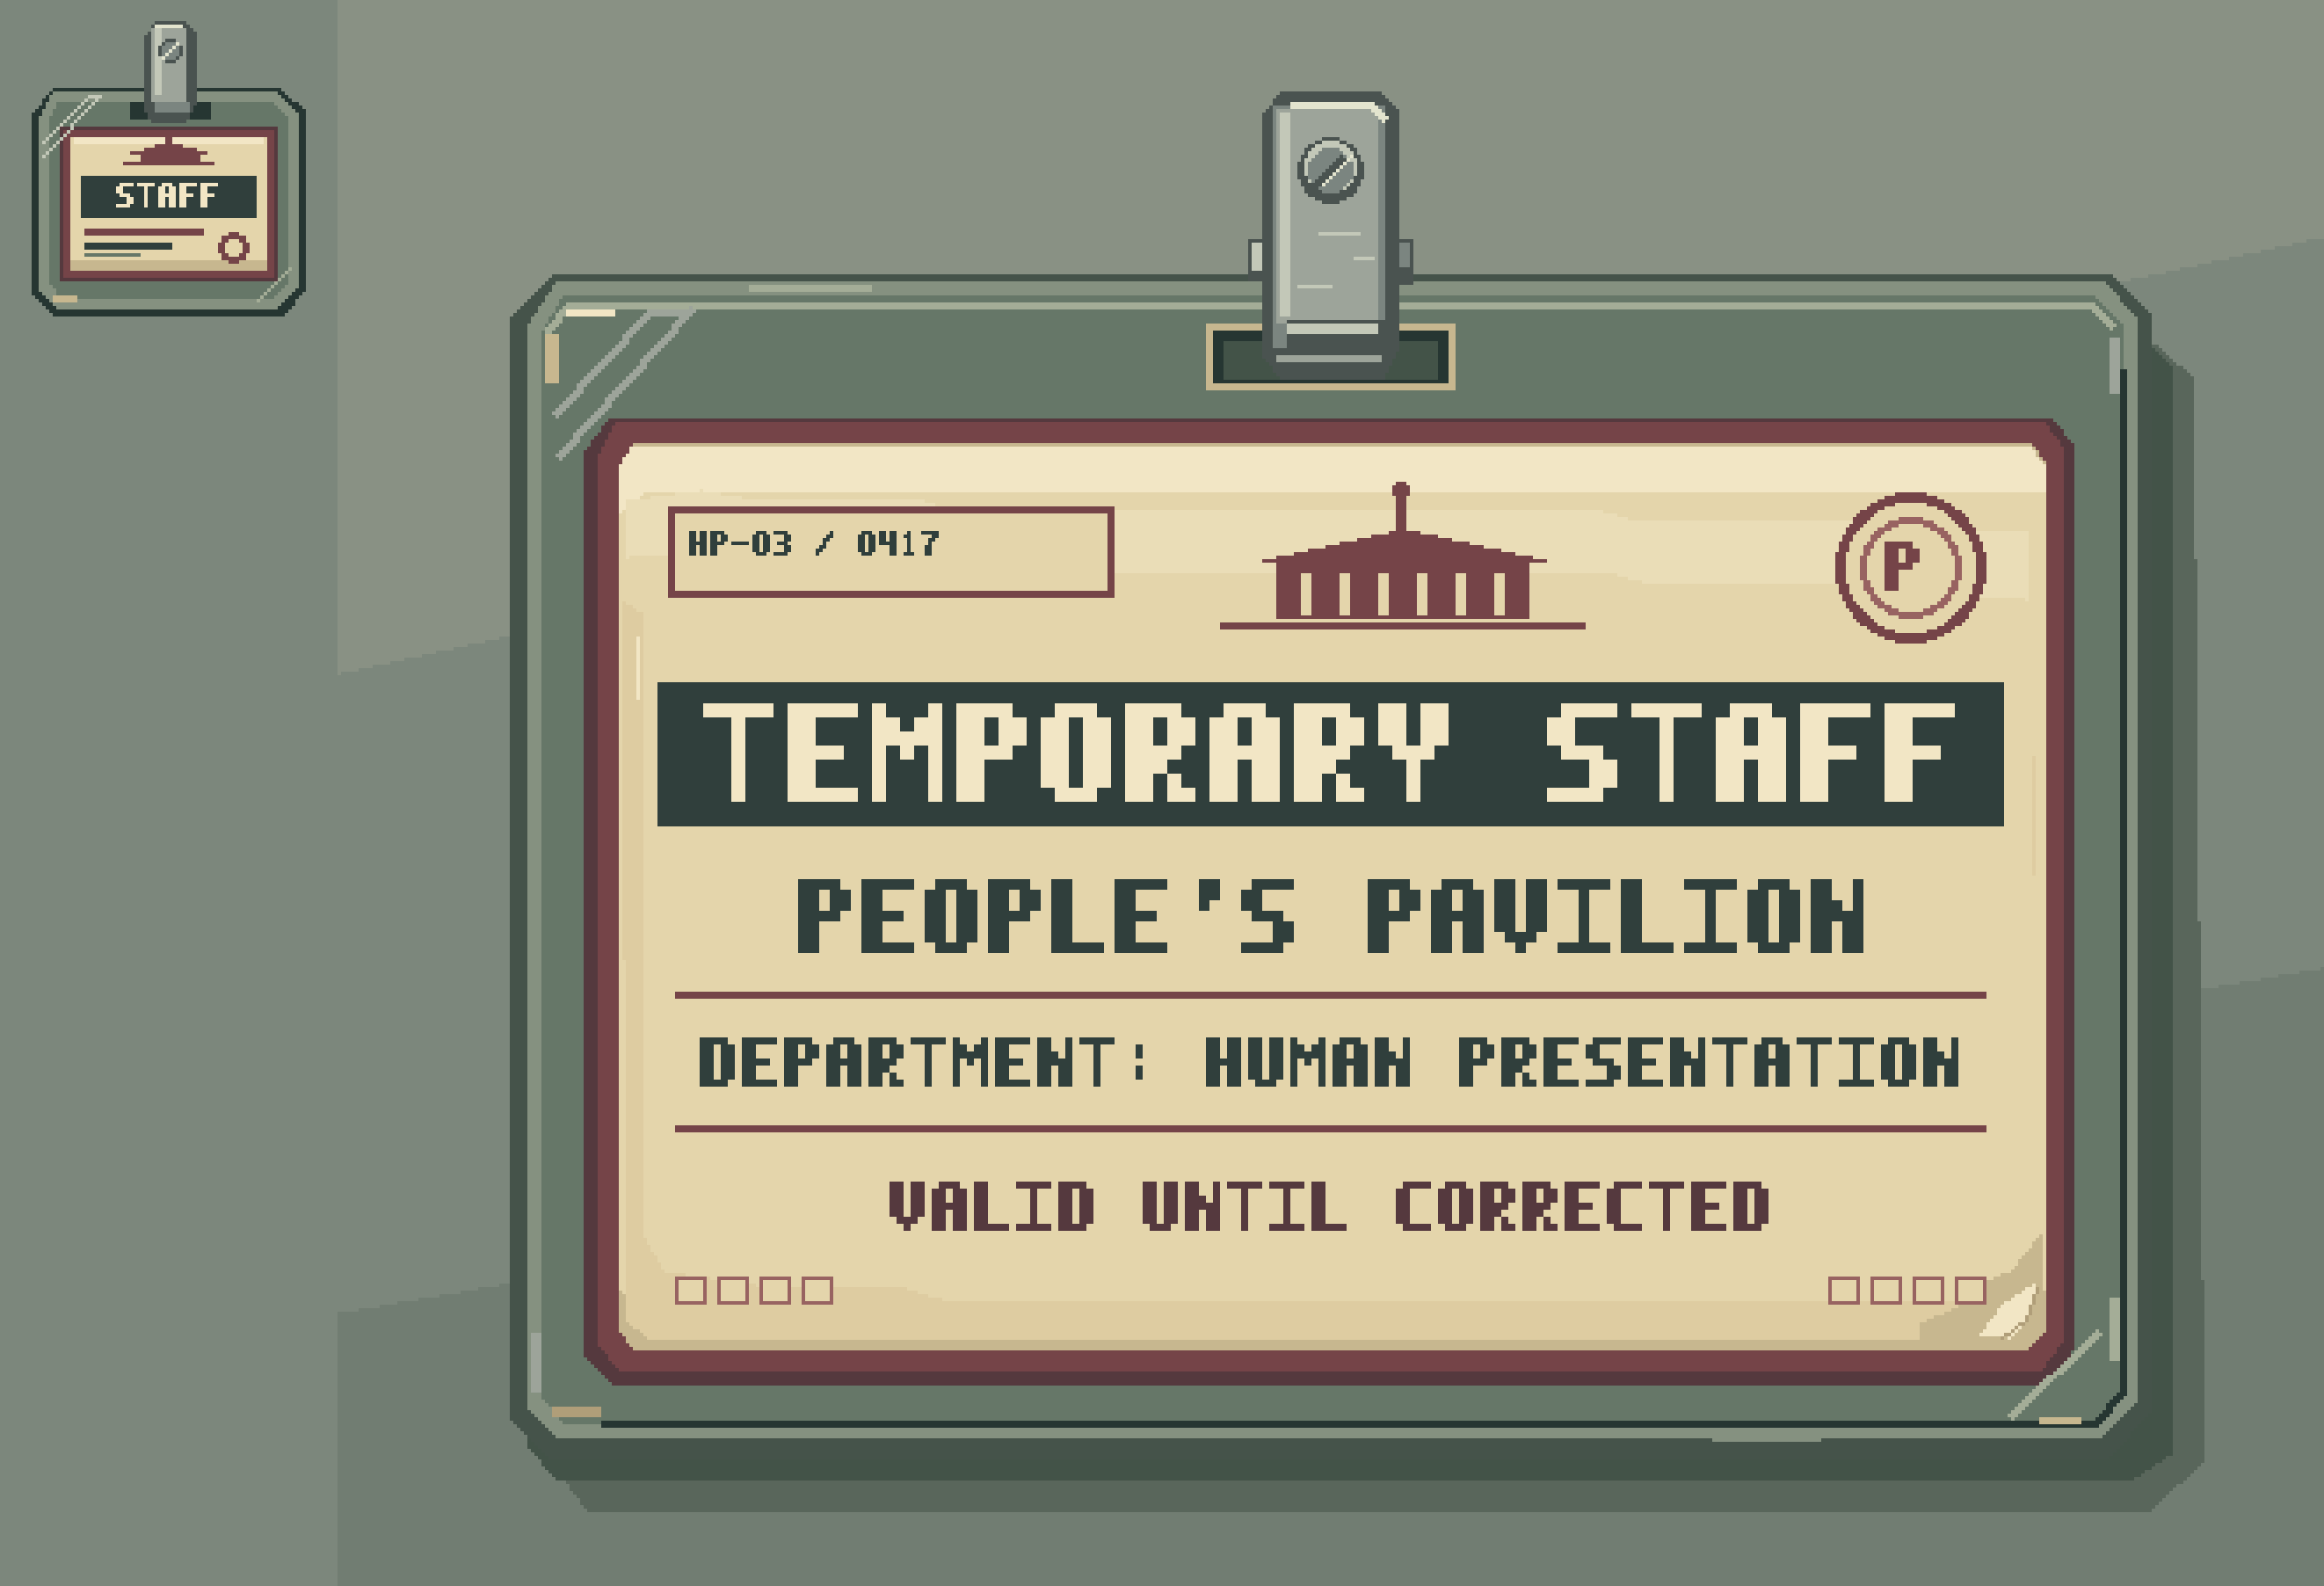 STAFF
HP-03 / 0417
P
TEMPORARY STAFF
PEOPLE'S PAVILION
DEPARTMENT: HUMAN PRESENTATION
VALID UNTIL CORRECTED